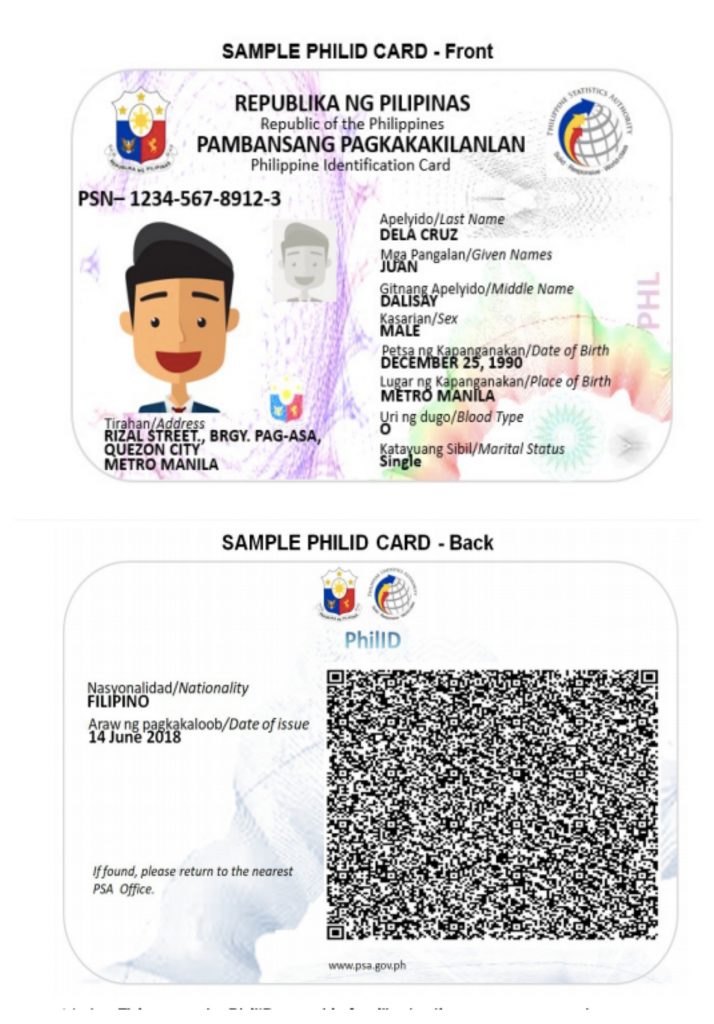 SAMPLE PHILID CARD - Front
REPUBLIKA NG PILIPINAS
Republic of the Philippines
PAMBANSANG PAGKAKAKILANLAN
Philippine Identification Card
PHILIPPINE STATISTICS AUTHORITY
Solid · Responsive · World-class
PSN– 1234-567-8912-3
Apelyido/Last Name
DELA CRUZ
Mga Pangalan/Given Names
JUAN
Gitnang Apelyido/Middle Name
DALISAY
Kasarian/Sex
MALE
Petsa ng Kapanganakan/Date of Birth
DECEMBER 25, 1990
Lugar ng Kapanganakan/Place of Birth
METRO MANILA
Uri ng dugo/Blood Type
O
Katayuang Sibil/Marital Status
Single
PHL
Tirahan/Address
RIZAL STREET., BRGY. PAG-ASA,
QUEZON CITY
METRO MANILA
SAMPLE PHILID CARD - Back
PhilID
Nasyonalidad/Nationality
FILIPINO
Araw ng pagkakaloob/Date of issue
14 June 2018
If found, please return to the nearest
PSA Office.
www.psa.gov.ph